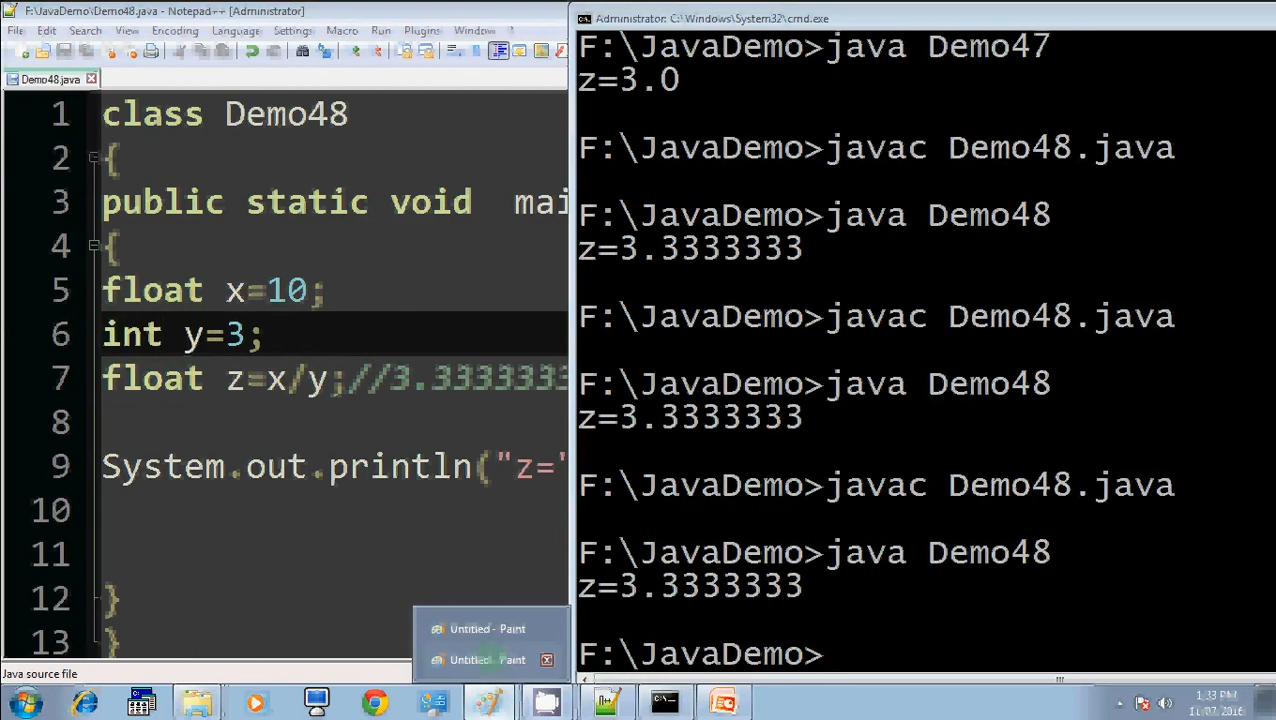 F:\JavaDemo\Demo48.java - Notepad++ [Administrator]
File Edit Search View Encoding Language Settings Macro Run Plugins Window
Demo48.java
1 class Demo48
2 {
3 public static void mai
4 {
5 float x=10;
6 int y=3;
7 float z=x/y;//3.3333333
8
9 System.out.println("z="
10
11
12 }
13 }
Java source file
Administrator: C:\Windows\System32\cmd.exe
F:\JavaDemo>java Demo47
z=3.0
F:\JavaDemo>javac Demo48.java
F:\JavaDemo>java Demo48
z=3.3333333
F:\JavaDemo>javac Demo48.java
F:\JavaDemo>java Demo48
z=3.3333333
F:\JavaDemo>javac Demo48.java
F:\JavaDemo>java Demo48
z=3.3333333
F:\JavaDemo>
Untitled - Paint
Untitled - Paint
1:33 PM